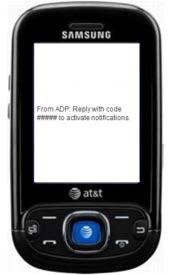 SAMSUNG
From ADP: Reply with code
##### to activate notifications.
at&t